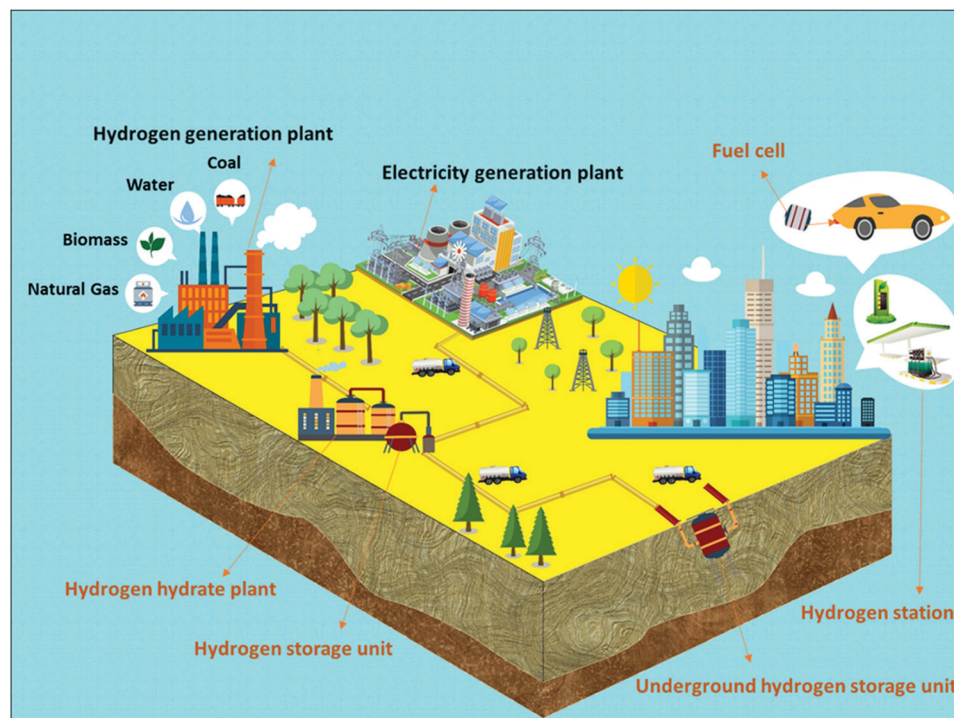 Hydrogen generation plant
Coal
Water
Biomass
Natural Gas
Electricity generation plant
Fuel cell
Hydrogen hydrate plant
Hydrogen storage unit
Hydrogen station
Underground hydrogen storage unit